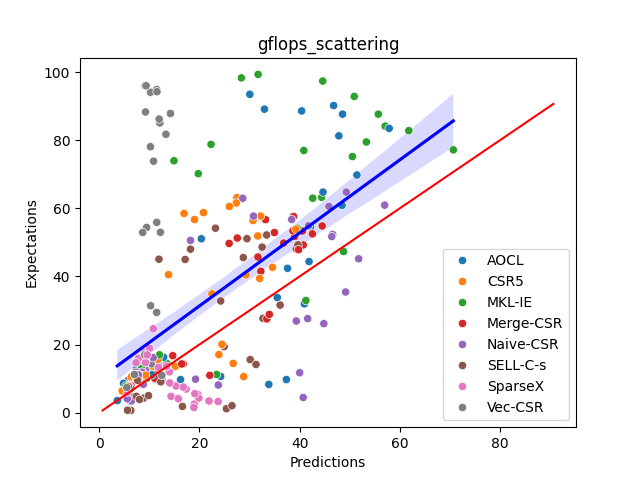 gflops_scattering
100
80
60
40
20
0
Expectations
0
20
40
60
80
Predictions
AOCL
CSR5
MKL-IE
Merge-CSR
Naive-CSR
SELL-C-s
SparseX
Vec-CSR